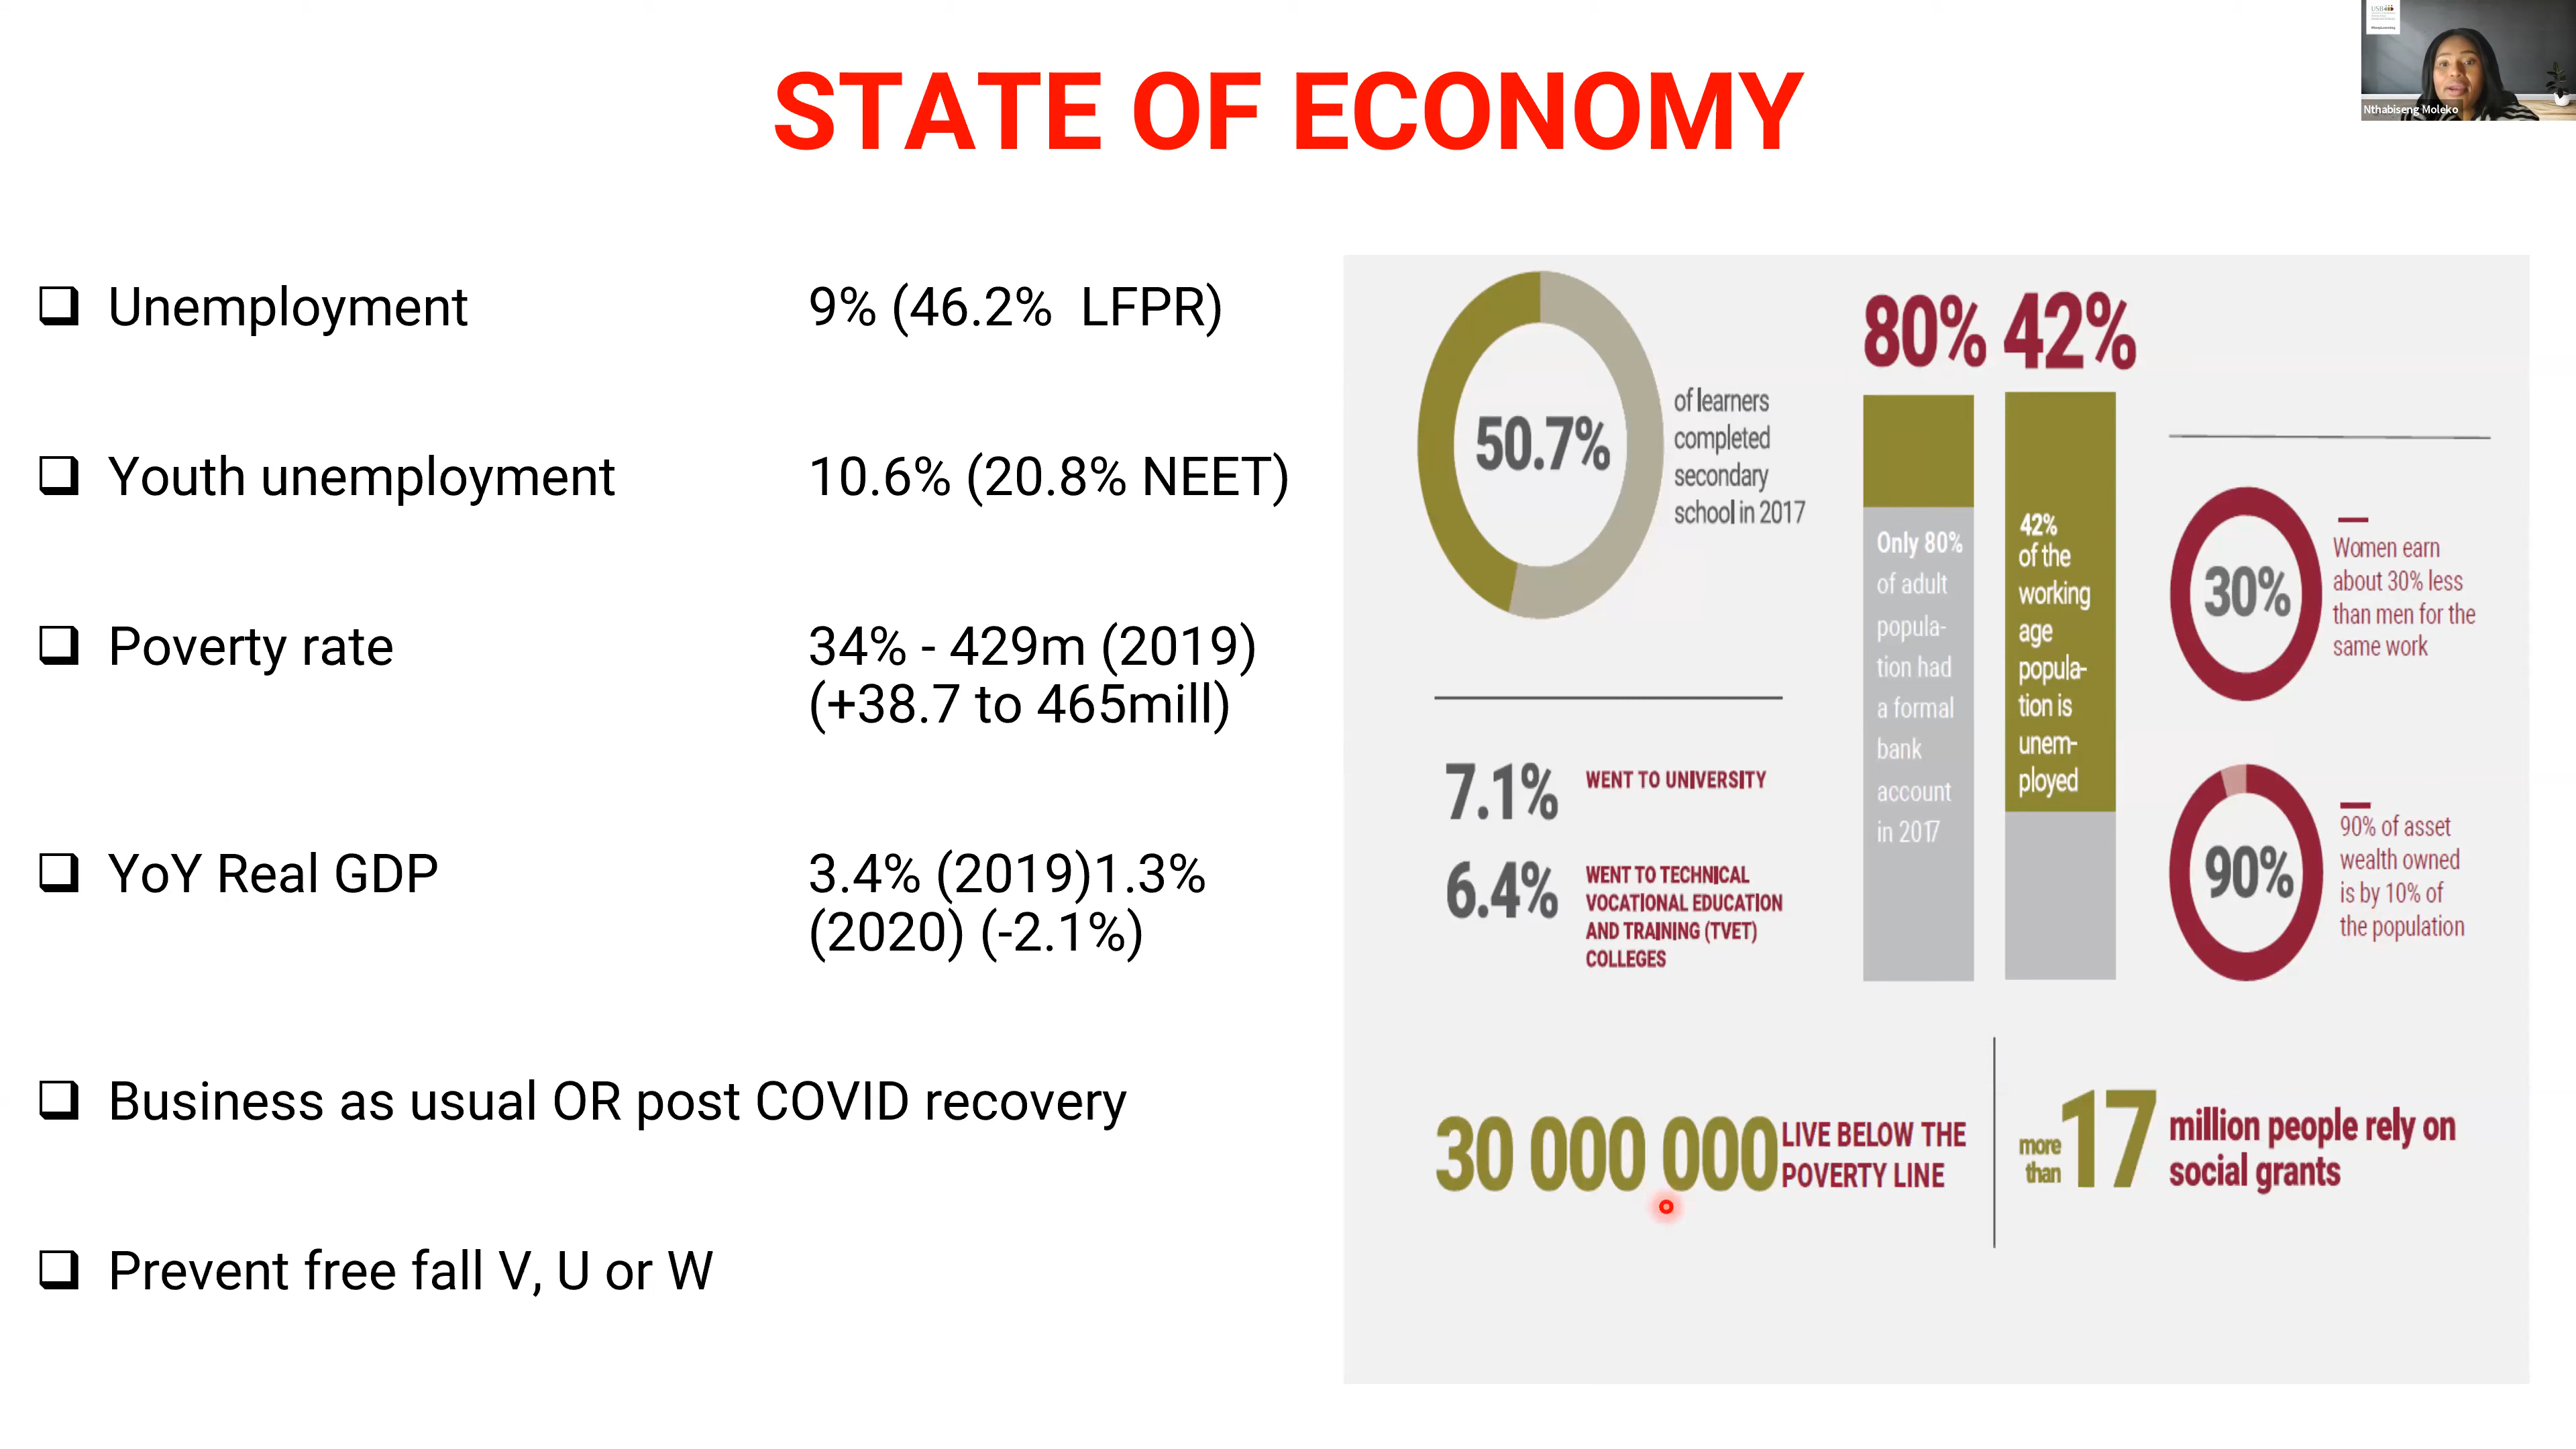 STATE OF ECONOMY
USB
Nthabiseng Moleko
Unemployment 9% (46.2% LFPR)
Youth unemployment 10.6% (20.8% NEET)
Poverty rate 34% - 429m (2019)
(+38.7 to 465mill)
YoY Real GDP 3.4% (2019)1.3%
(2020) (-2.1%)
Business as usual OR post COVID recovery
Prevent free fall V, U or W
50.7%
of learners
completed
secondary
school in 2017
7.1% WENT TO UNIVERSITY
6.4% WENT TO TECHNICAL
VOCATIONAL EDUCATION
AND TRAINING (TVET)
COLLEGES
80%
Only 80%
of adult
popula-
tion had
a formal
bank
account
in 2017
42%
42%
of the
working
age
popula-
tion is
unem-
ployed
30%
Women earn
about 30% less
than men for the
same work
90%
90% of asset
wealth owned
is by 10% of
the population
30 000 000 LIVE BELOW THE
POVERTY LINE
more
than
17
million people rely on
social grants